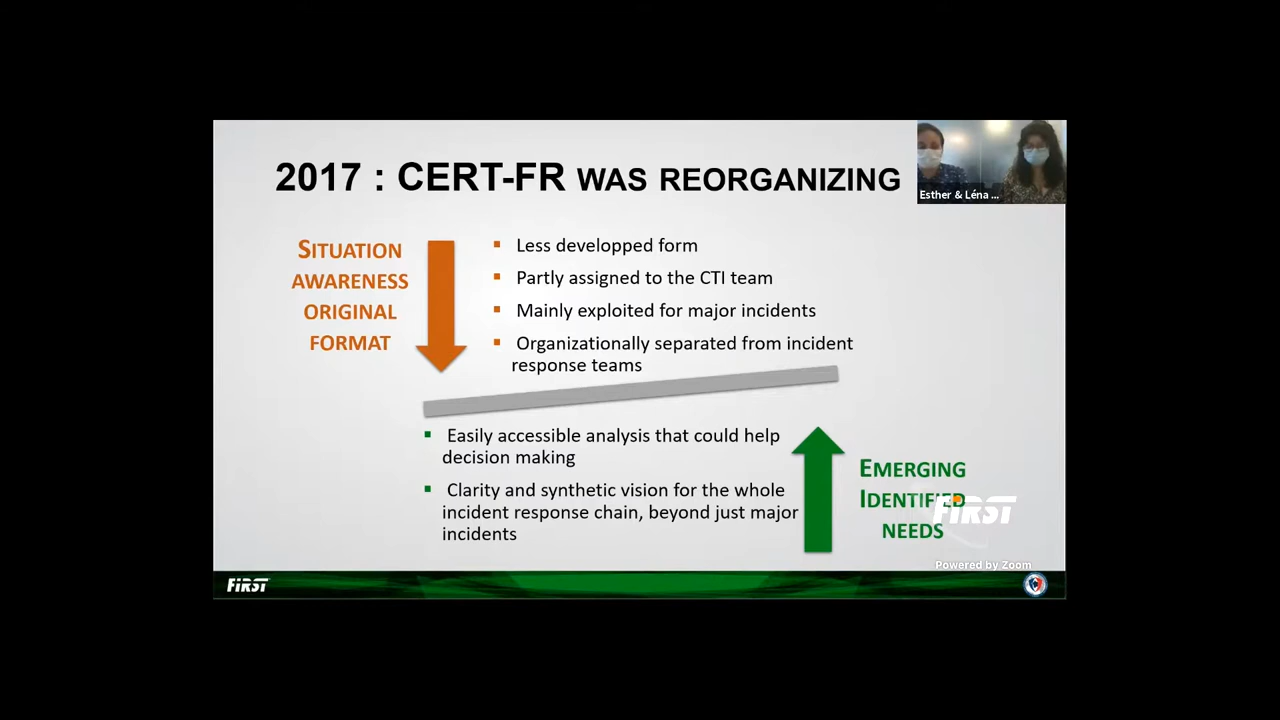 2017 : CERT-FR WAS REORGANIZING
Esther & Léna ...
SITUATION
AWARENESS
ORIGINAL
FORMAT
Less developped form
Partly assigned to the CTI team
Mainly exploited for major incidents
Organizationally separated from incident
response teams
Easily accessible analysis that could help
decision making
Clarity and synthetic vision for the whole
incident response chain, beyond just major
incidents
EMERGING
IDENTIFIED
NEEDS
FiRST
Powered by Zoom
FiRST